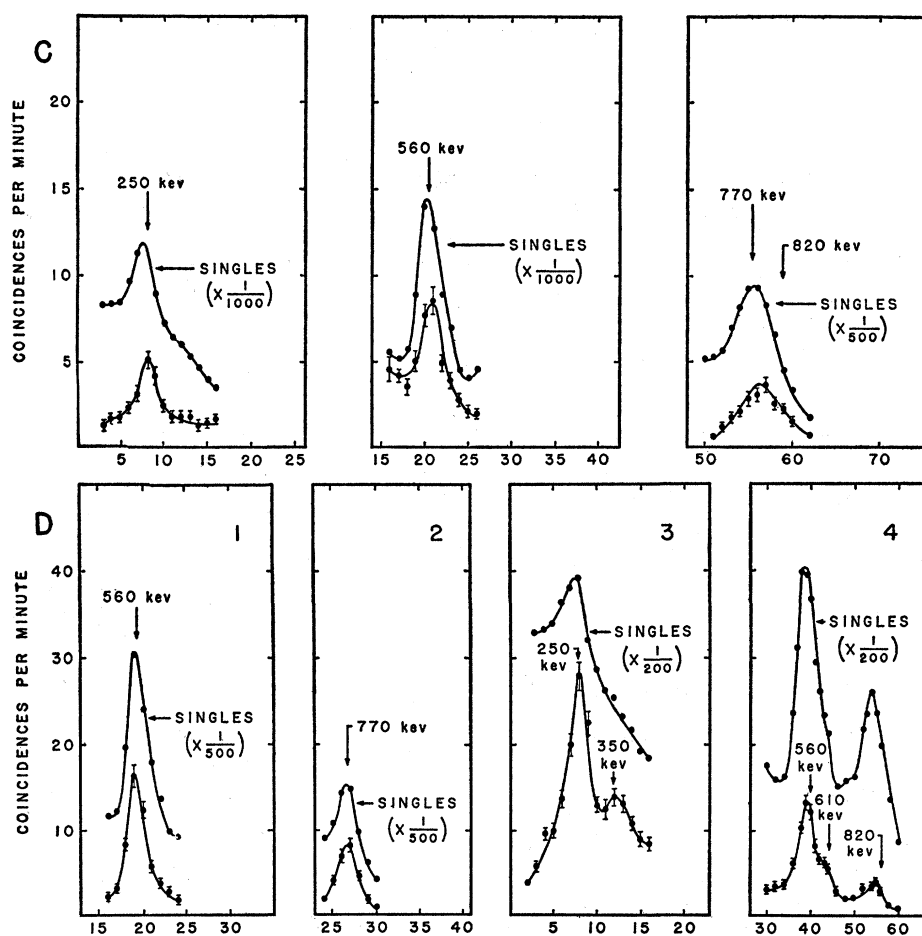 C
COINCIDENCES PER MINUTE
20
15
10
5
250 kev
SINGLES
(X 1/1000)
5 10 15 20 25
560 kev
SINGLES
(X 1/1000)
15 20 25 30 35 40
770 kev
820 kev
SINGLES
(X 1/500)
50 60 70
D
COINCIDENCES PER MINUTE
40
30
20
10
1
560 kev
SINGLES
(X 1/500)
15 20 25 30
2
770 kev
SINGLES
(X 1/500)
25 30 35 40
3
SINGLES
(X 1/200)
250
kev
350
kev
5 10 15 20
4
SINGLES
(X 1/200)
560
kev
610
kev
820
kev
30 40 50 60